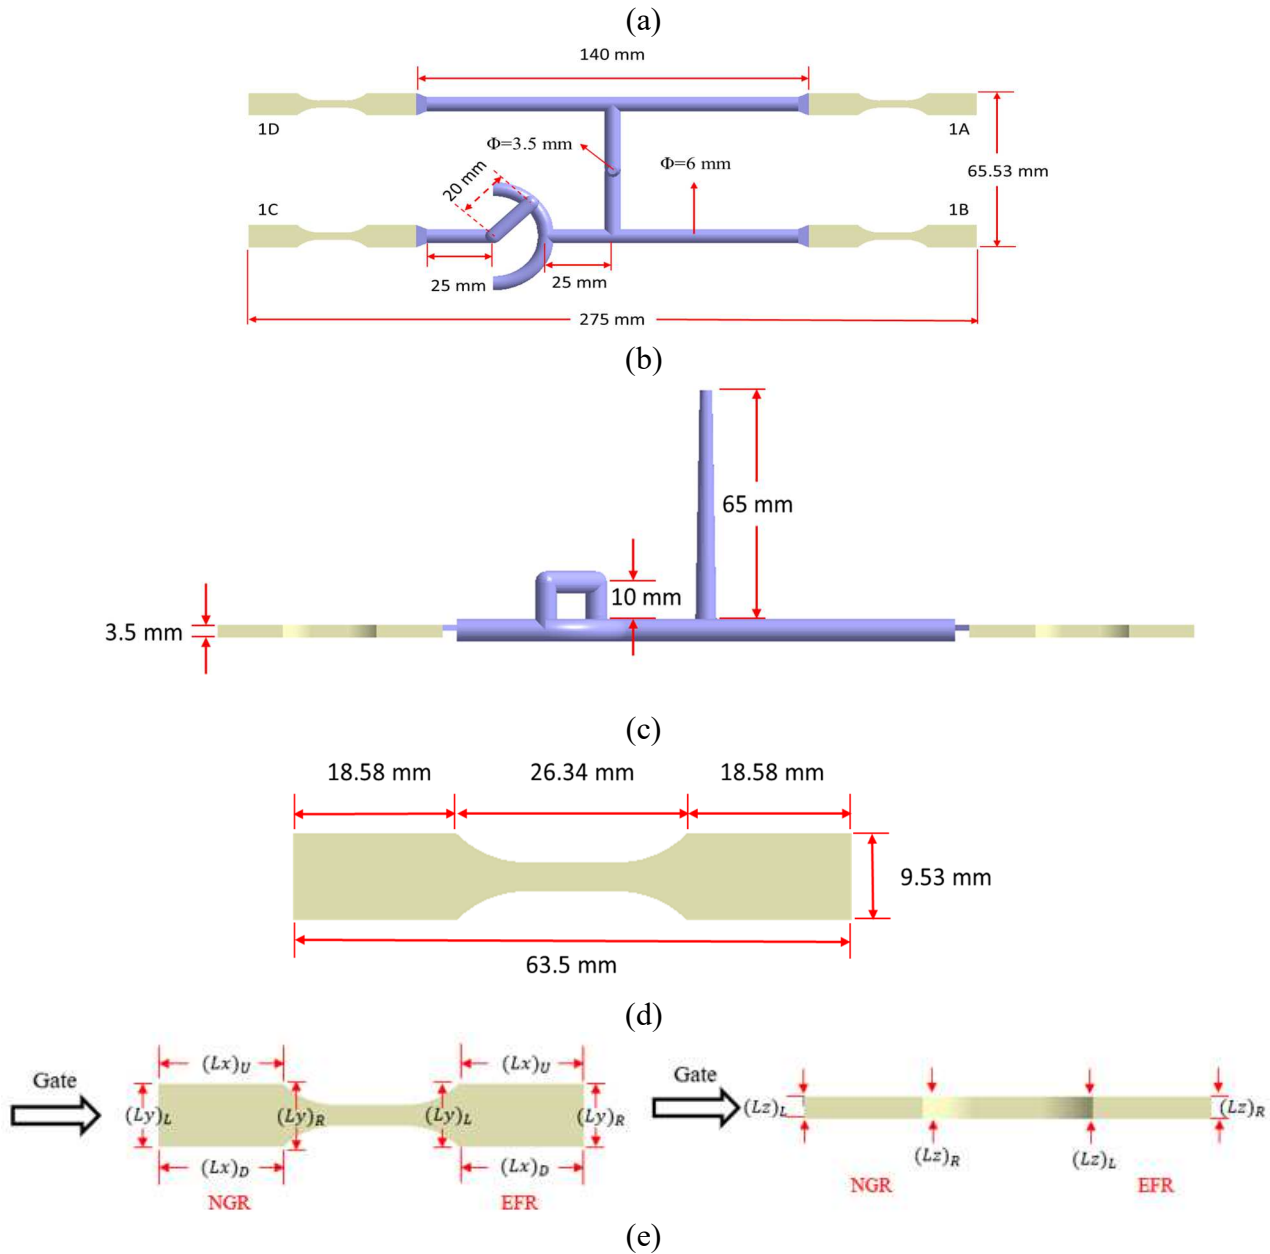 (a)
140 mm
1D
1A
Φ=3.5 mm
Φ=6 mm
65.53 mm
20 mm
1C
1B
25 mm
25 mm
275 mm
(b)
65 mm
10 mm
3.5 mm
(c)
18.58 mm
26.34 mm
18.58 mm
9.53 mm
63.5 mm
(d)
Gate
(Lx)U
(Lx)U
(Ly)L
(Ly)R
(Ly)L
(Ly)R
(Lx)D
(Lx)D
NGR
EFR
Gate
(Lz)L
(Lz)R
(Lz)R
(Lz)L
NGR
EFR
(e)